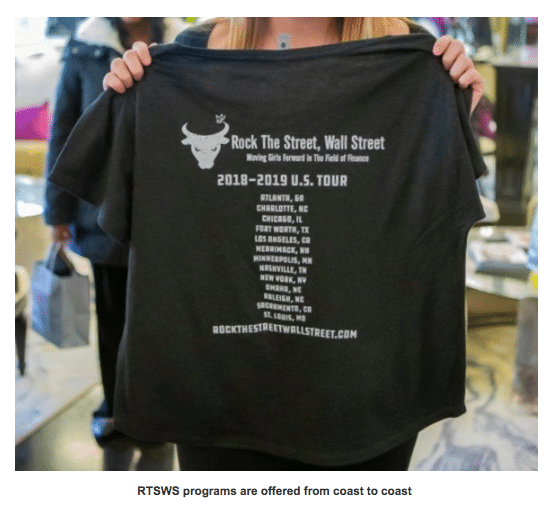 Rock The Street, Wall Street
Moving Girls Forward in The Field of Finance
2018-2019 U.S. TOUR
ATLANTA, GA
CHARLOTTE, NC
CHICAGO, IL
FORT WORTH, TX
LOS ANGELES, CA
MERRIMACK, NH
MINNEAPOLIS, MN
NASHVILLE, TN
NEW YORK, NY
OMAHA, NE
RALEIGH, NC
SACRAMENTO, CA
ST. LOUIS, MO
ROCKTHESTREETWALLSTREET.COM
RTSWS programs are offered from coast to coast